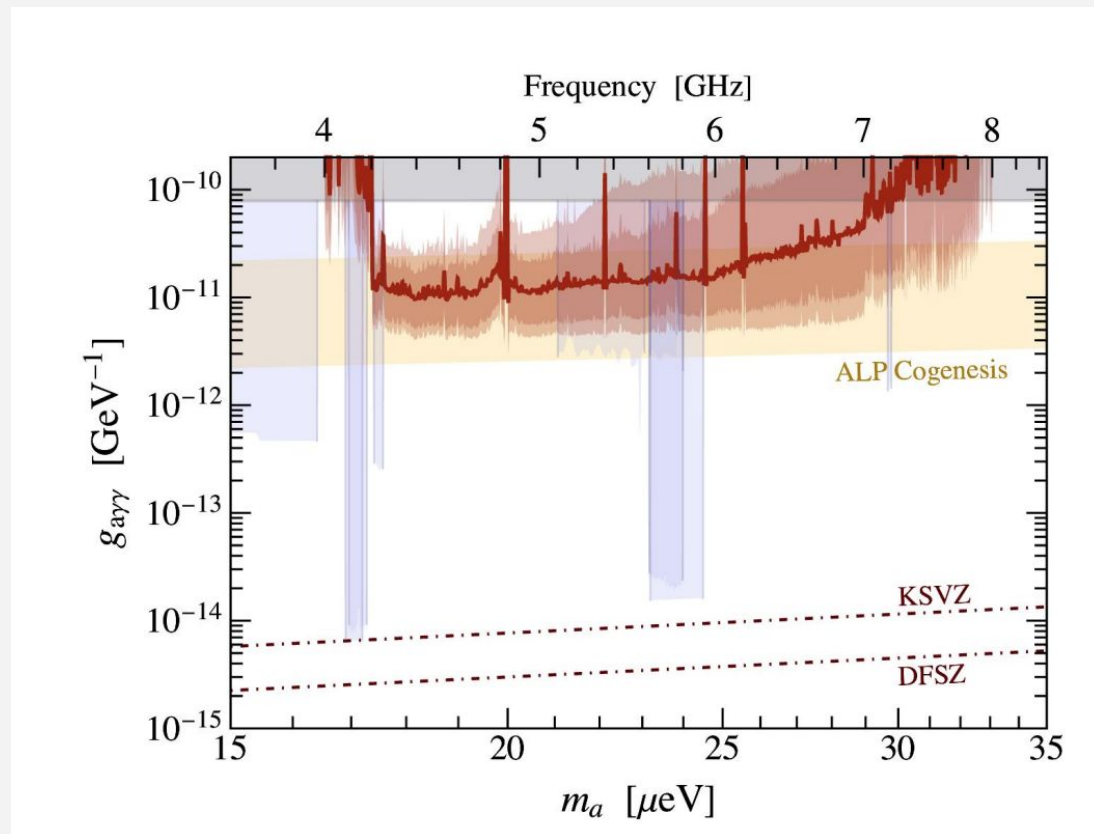 Frequency [GHz]
4 5 6 7 8
10⁻¹⁰
10⁻¹¹
10⁻¹²
10⁻¹³
10⁻¹⁴
10⁻¹⁵
g_aγγ [GeV⁻¹]
ALP Cogenesis
KSVZ
DFSZ
15 20 25 30 35
m_a [μeV]